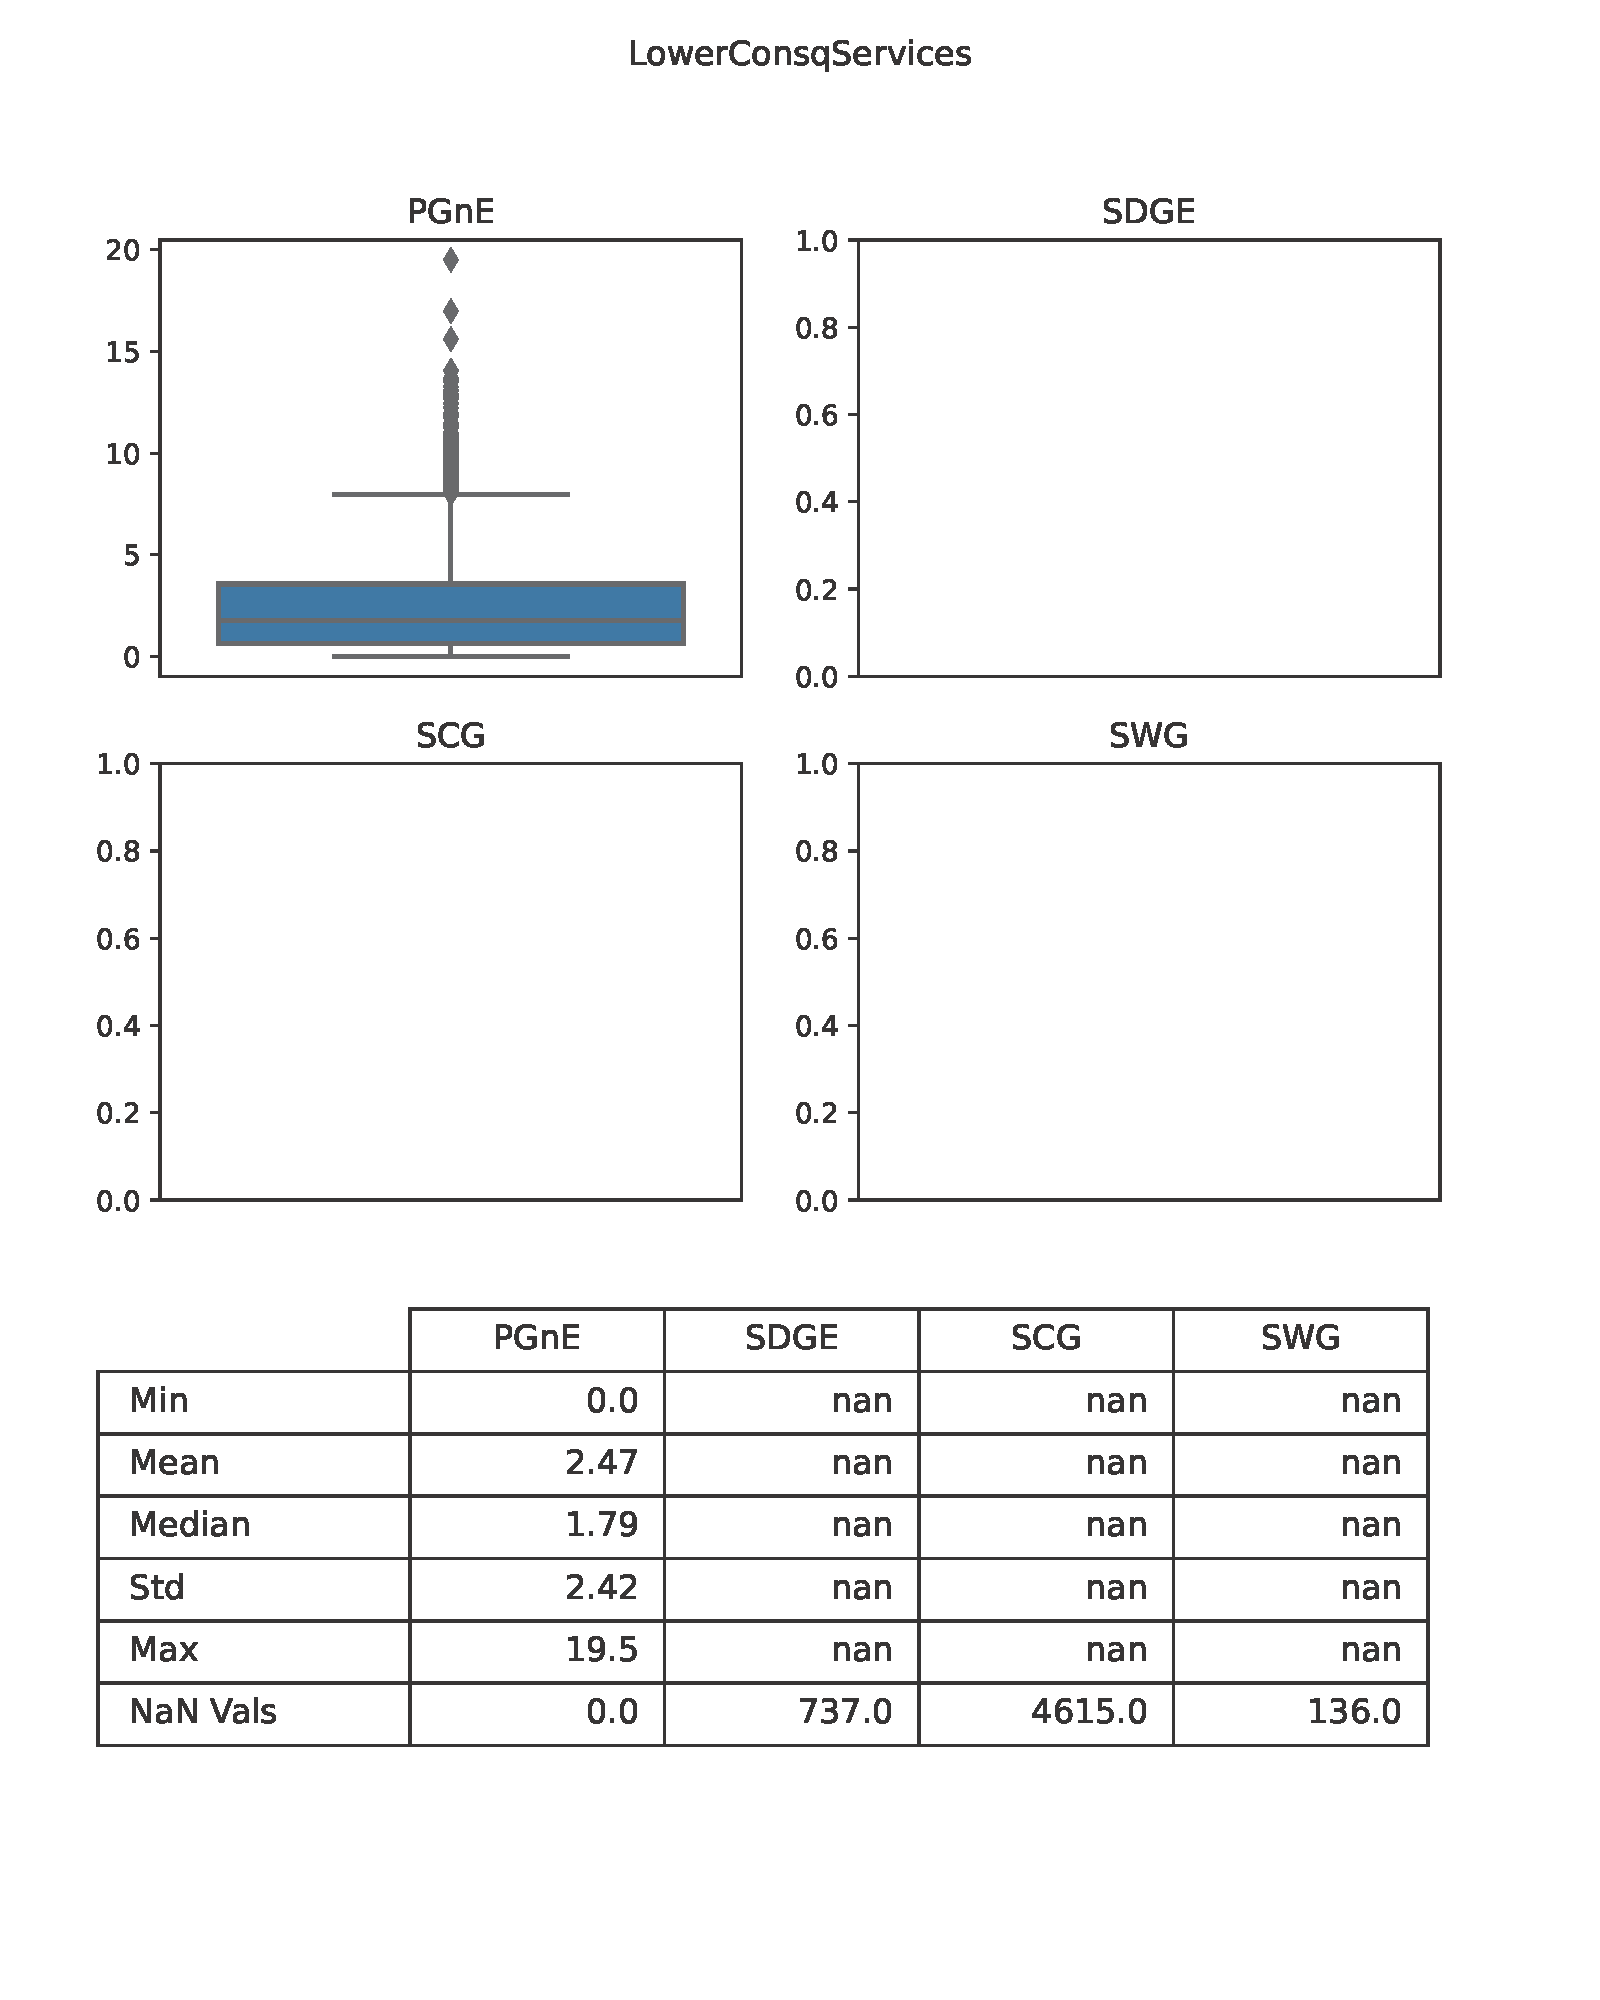 LowerConsqServices
PGnE
20
15
10
5
0
SDGE
1.0
0.8
0.6
0.4
0.2
0.0
SCG
1.0
0.8
0.6
0.4
0.2
0.0
SWG
1.0
0.8
0.6
0.4
0.2
0.0
PGnE SDGE SCG SWG
Min 0.0 nan nan nan
Mean 2.47 nan nan nan
Median 1.79 nan nan nan
Std 2.42 nan nan nan
Max 19.5 nan nan nan
NaN Vals 0.0 737.0 4615.0 136.0